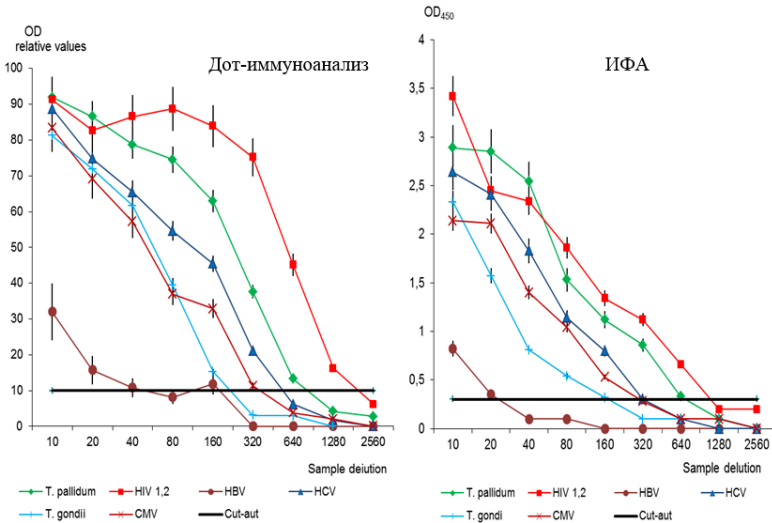 OD
relative values
Дот-иммуноанализ
100
90
80
70
60
50
40
30
20
10
0
10 20 40 80 160 320 640 1280 2560
Sample deiution
T. pallidum HIV 1,2 HBV HCV
T. gondii CMV Cut-aut
OD450
ИФА
4
3,5
3
2,5
2
1,5
1
0,5
0
10 20 40 80 160 320 640 1280 2560
Sample delution
T. pallidum HIV 1,2 HBV HCV
T. gondi CMV Cut-aut